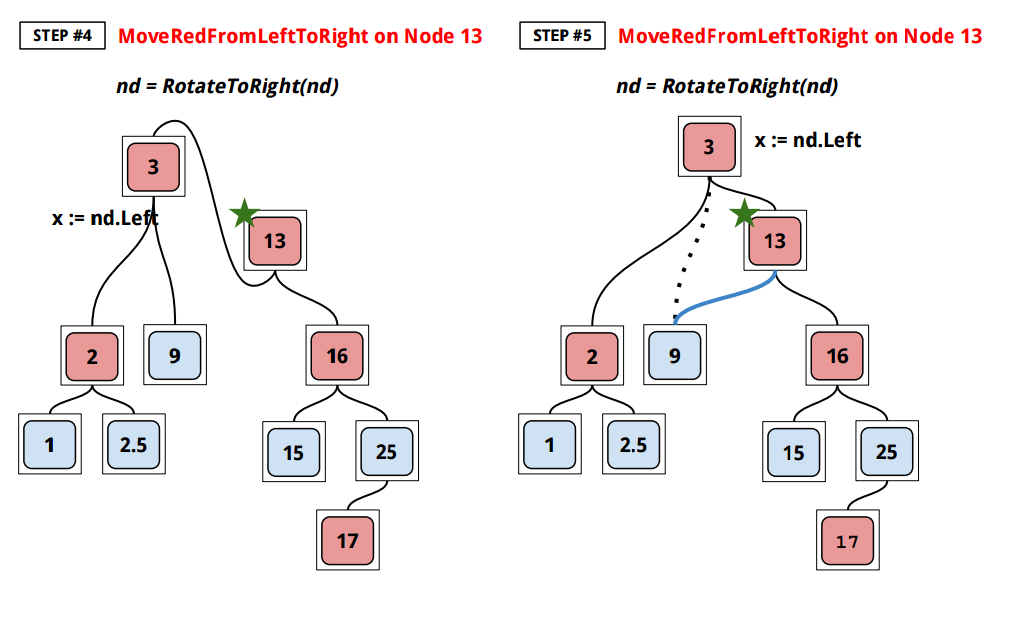 STEP #4
MoveRedFromLeftToRight on Node 13
nd = RotateToRight(nd)
3
x := nd.Left
13
2
9
16
1
2.5
15
25
17
STEP #5
MoveRedFromLeftToRight on Node 13
nd = RotateToRight(nd)
3
x := nd.Left
13
2
9
16
1
2.5
15
25
17